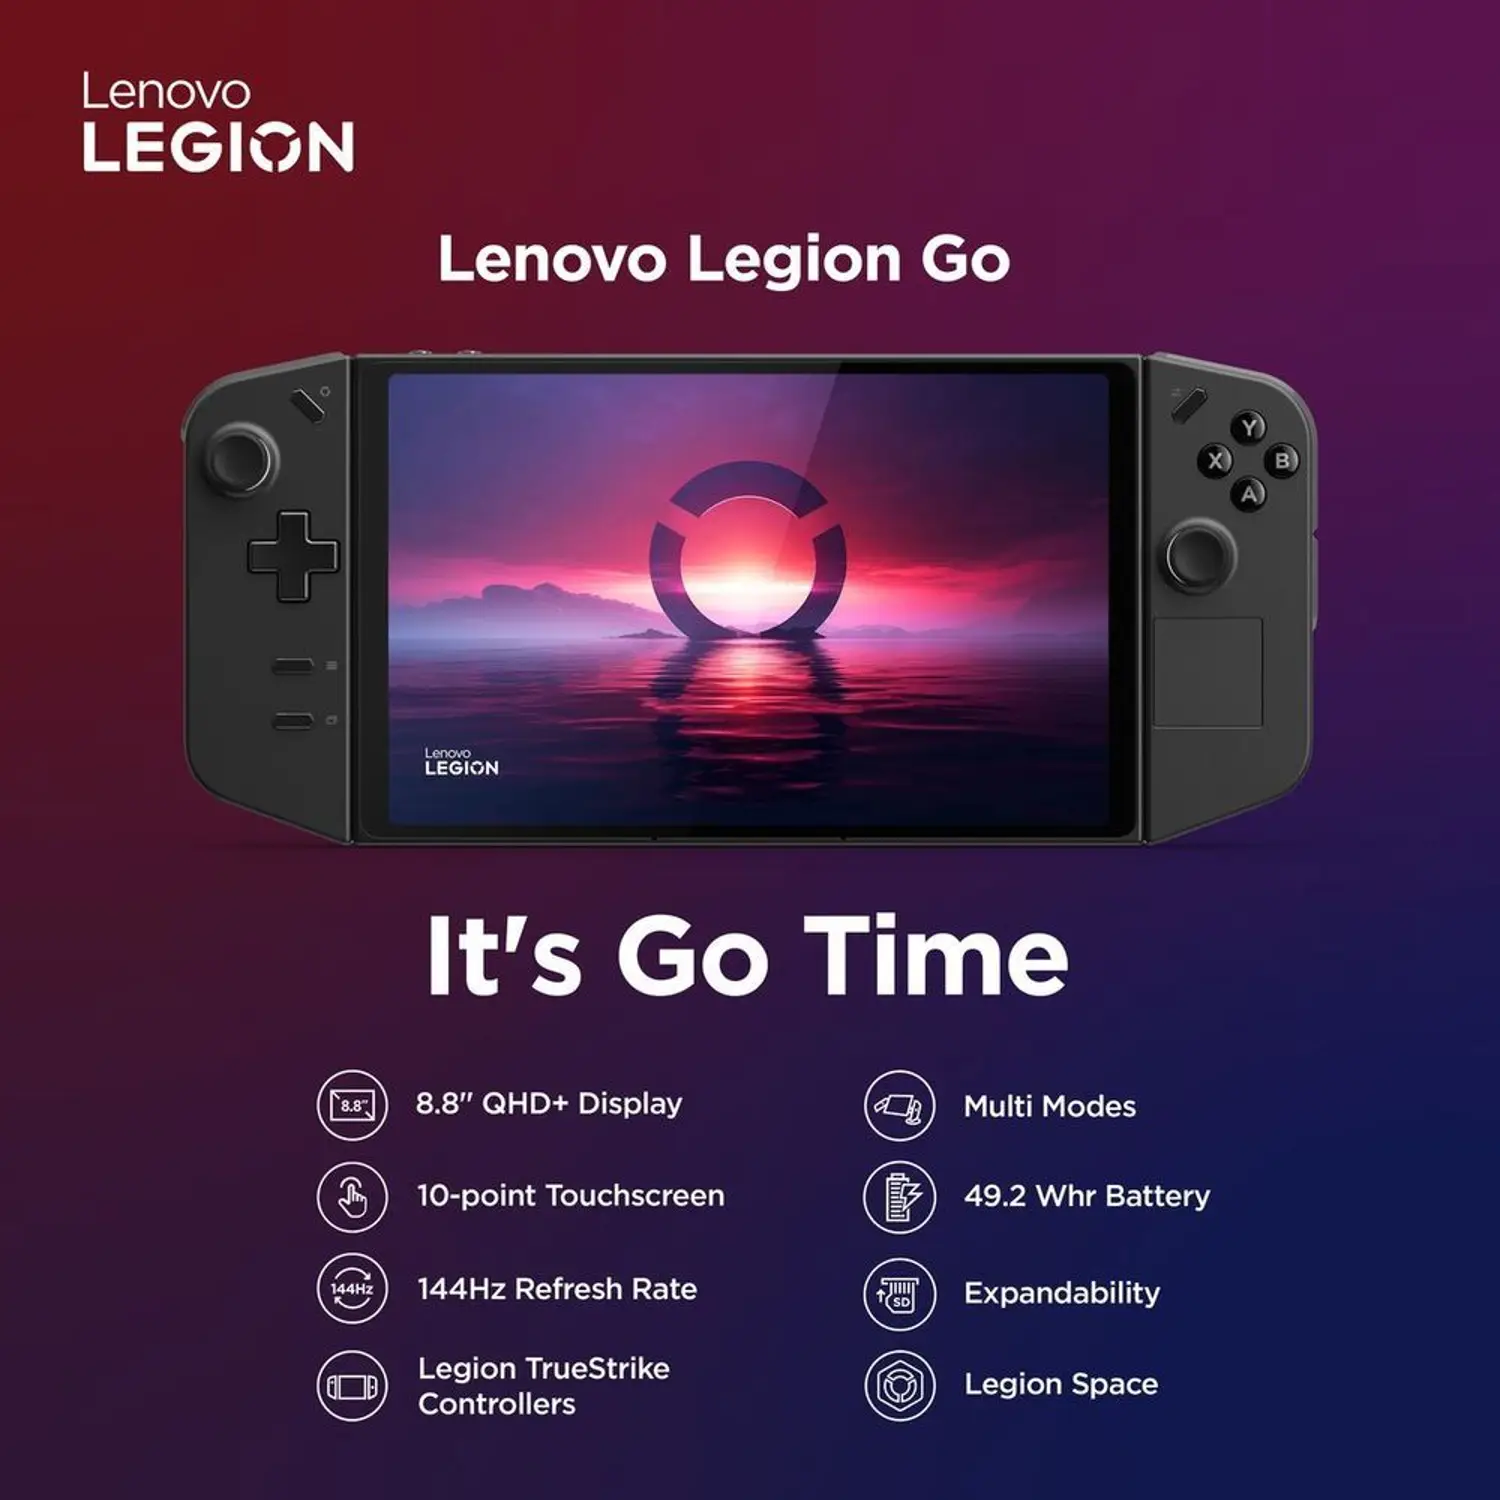 Lenovo
LEGION
Lenovo Legion Go
Y
X
B
A
Lenovo
LEGION
It's Go Time
8.8"
8.8" QHD+ Display
10-point Touchscreen
144Hz
144Hz Refresh Rate
Legion TrueStrike
Controllers
Multi Modes
49.2 Whr Battery
SD
Expandability
Legion Space